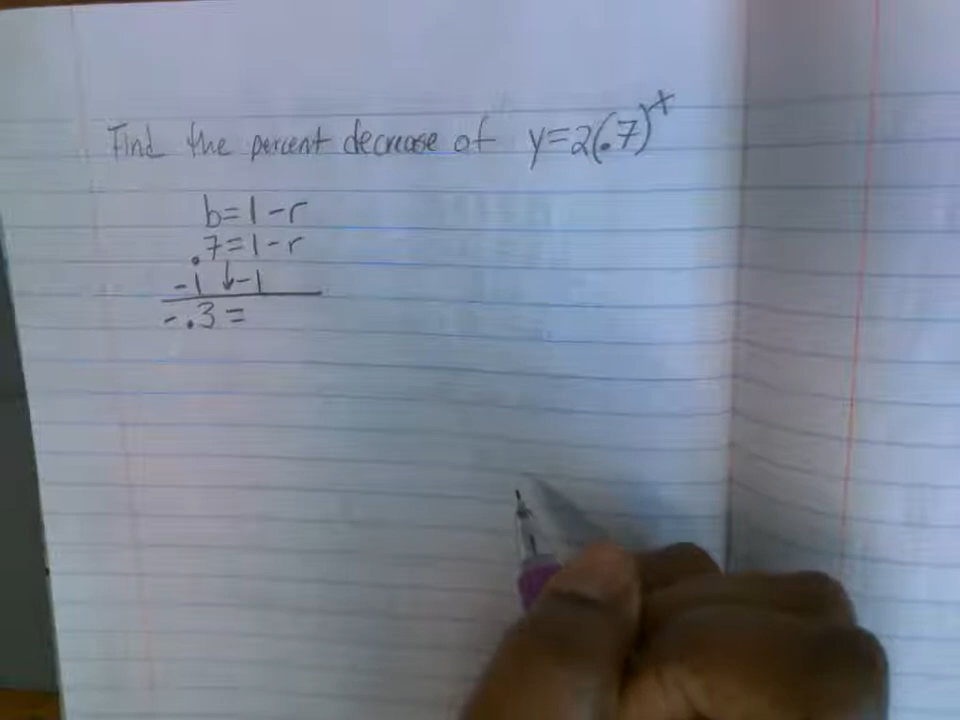 Find the percent decrease of y=2(.7)^x
b=1-r
.7=1-r
-1 ↓-1
-.3=